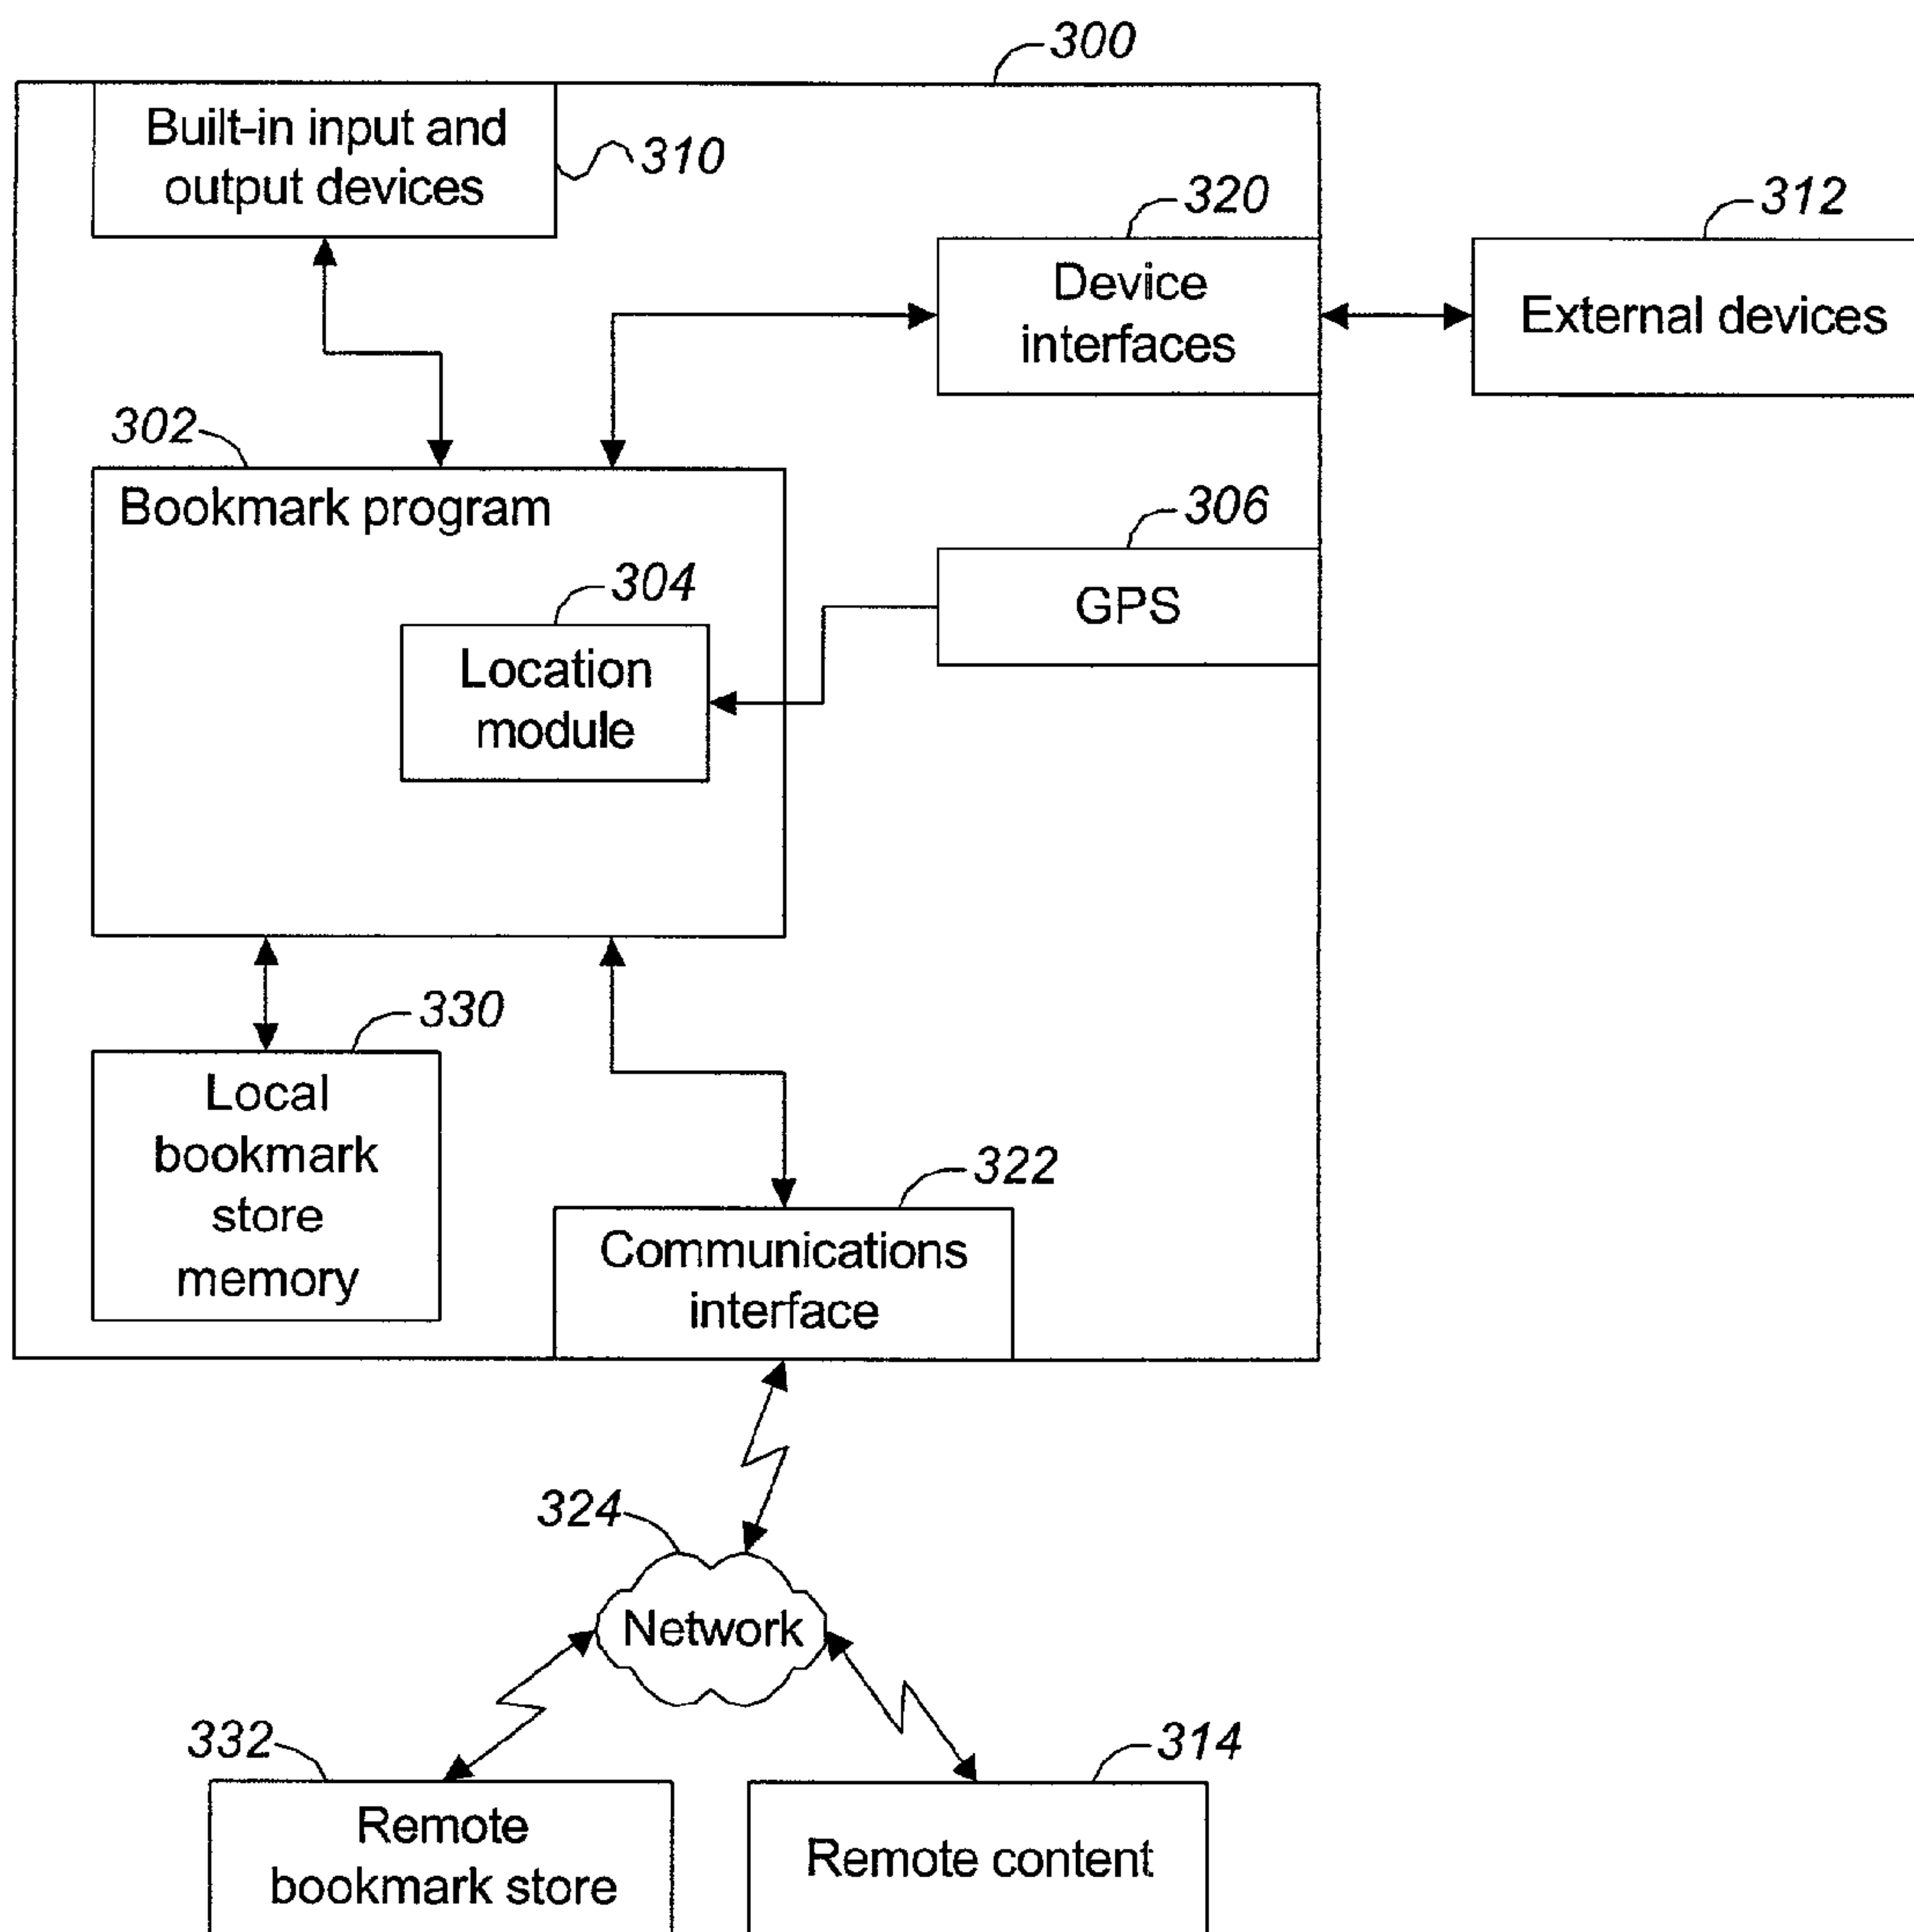 300
Built-in input and
output devices
310
320
312
Device
interfaces
External devices
302
Bookmark program
306
GPS
304
Location
module
330
Local
bookmark
store
memory
322
Communications
interface
324
Network
332
314
Remote
bookmark store
Remote content